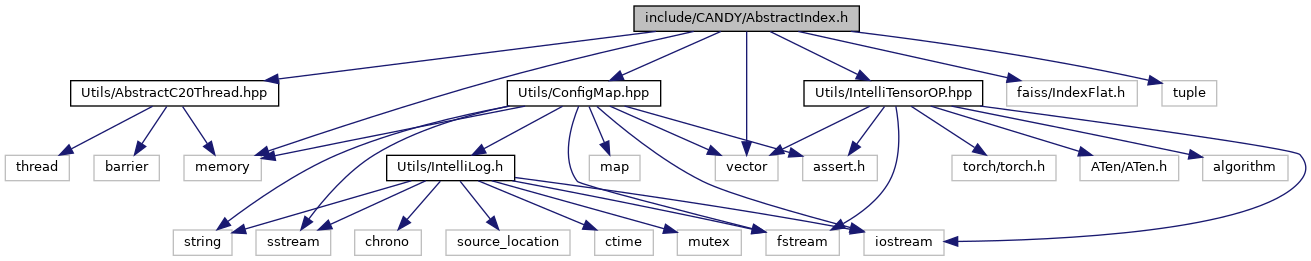 include/CANDY/AbstractIndex.h
Utils/AbstractC20Thread.hpp
Utils/ConfigMap.hpp
Utils/IntelliTensorOP.hpp
faiss/IndexFlat.h
tuple
thread
barrier
memory
Utils/IntelliLog.h
map
vector
assert.h
torch/torch.h
ATen/ATen.h
algorithm
string
sstream
chrono
source_location
ctime
mutex
fstream
iostream